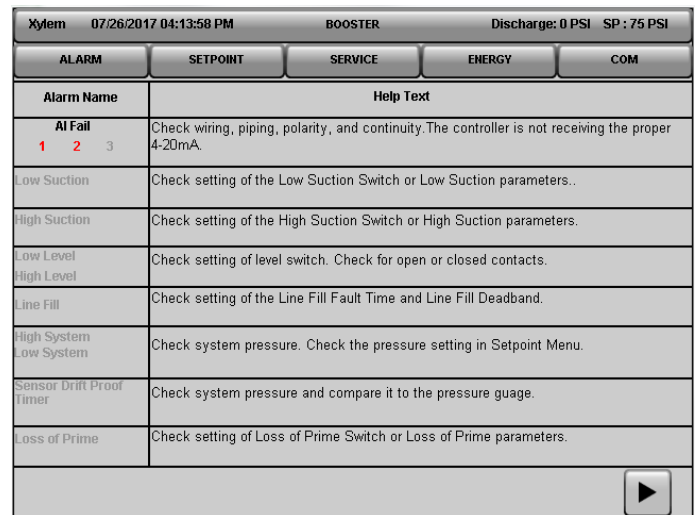 Xylem 07/26/2017 04:13:58 PM BOOSTER Discharge: 0 PSI SP : 75 PSI
ALARM SETPOINT SERVICE ENERGY COM
Alarm Name Help Text
AI Fail
1 2 3
Check wiring, piping, polarity, and continuity.The controller is not receiving the proper
4-20mA.
Low Suction Check setting of the Low Suction Switch or Low Suction parameters..
High Suction Check setting of the High Suction Switch or High Suction parameters.
Low Level
High Level
Check setting of level switch. Check for open or closed contacts.
Line Fill Check setting of the Line Fill Fault Time and Line Fill Deadband.
High System
Low System
Check system pressure. Check the pressure setting in Setpoint Menu.
Sensor Drift Proof
Timer
Check system pressure and compare it to the pressure guage.
Loss of Prime Check setting of Loss of Prime Switch or Loss of Prime parameters.